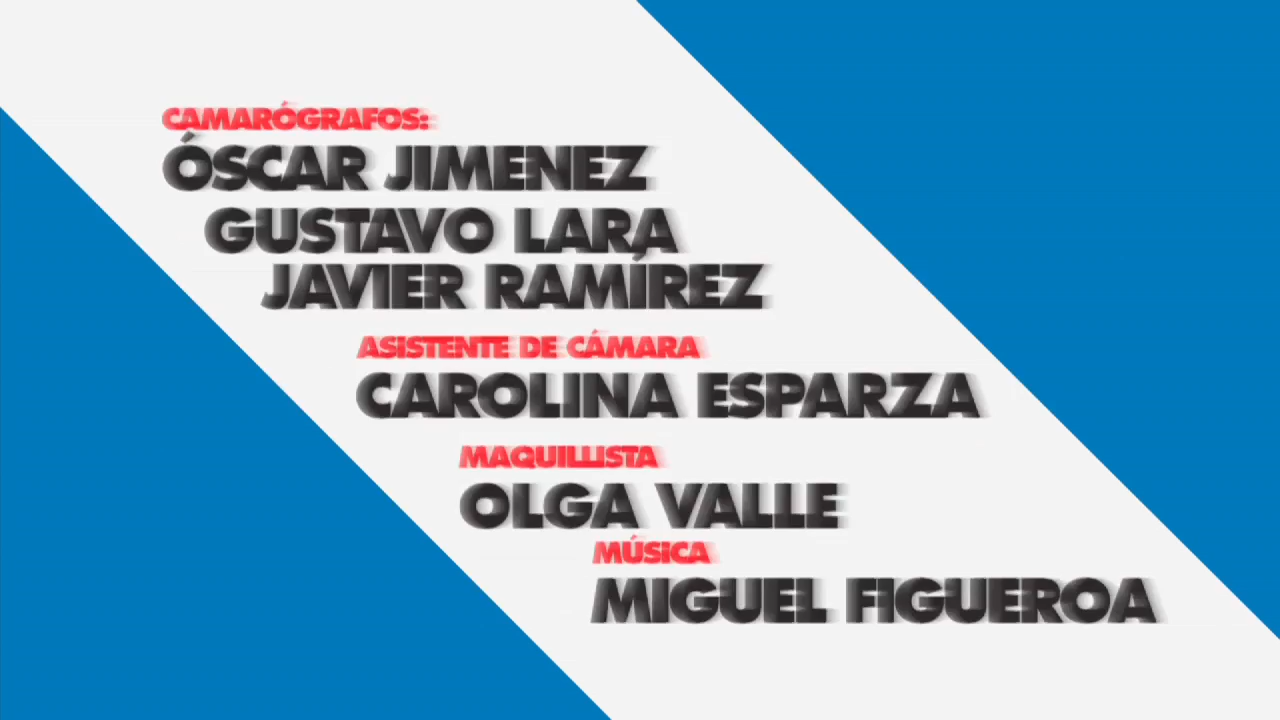 CAMARÓGRAFOS:
ÓSCAR JIMENEZ
GUSTAVO LARA
JAVIER RAMÍREZ
ASISTENTE DE CÁMARA
CAROLINA ESPARZA
MAQUILLISTA
OLGA VALLE
MÚSICA
MIGUEL FIGUEROA